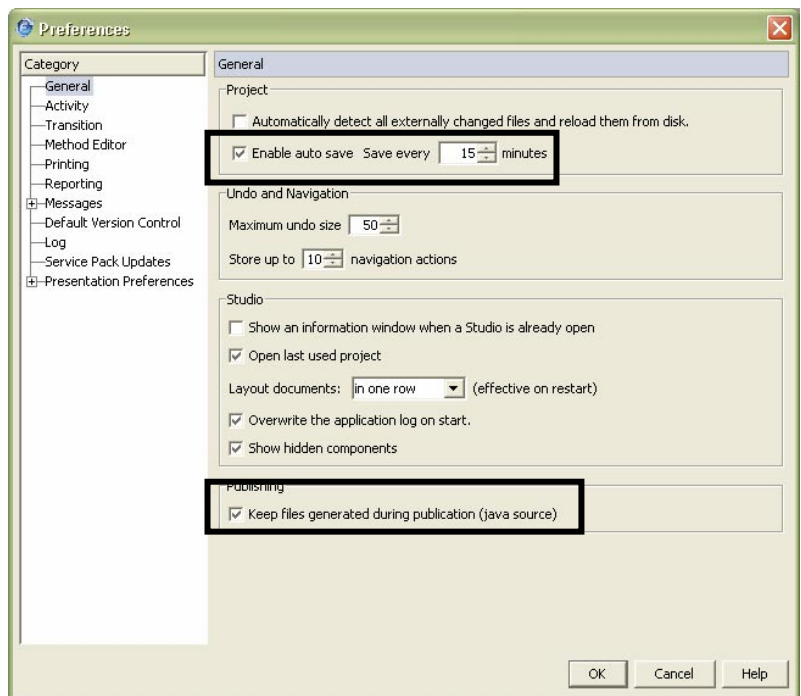 Preferences
Category
General
Activity
Transition
Method Editor
Printing
Reporting
Messages
Default Version Control
Log
Service Pack Updates
Presentation Preferences
General
Project
Automatically detect all externally changed files and reload them from disk.
Enable auto save Save every 15 minutes
Undo and Navigation
Maximum undo size 50
Store up to 10 navigation actions
Studio
Show an information window when a Studio is already open
Open last used project
Layout documents: in one row (effective on restart)
Overwrite the application log on start.
Show hidden components
Publishing
Keep files generated during publication (java source)
OK Cancel Help